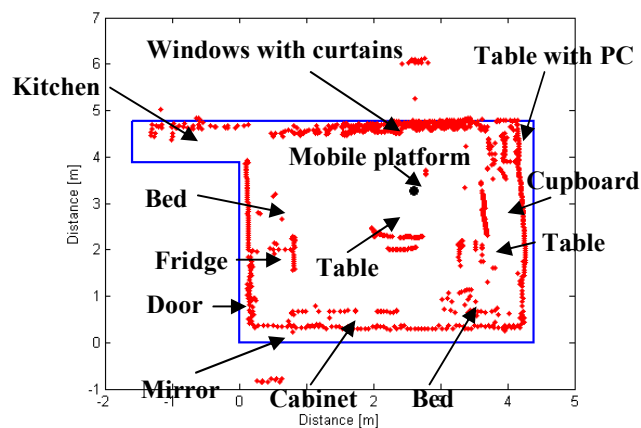 7
Windows with curtains
Table with PC
6
Kitchen
5
4
Mobile platform
Cupboard
Distance [m]
3
Bed
Table
Fridge
Table
2
1
Door
0
-1
Mirror
Cabinet
Bed
-2
-1
0
1
2
3
4
5
Distance [m]